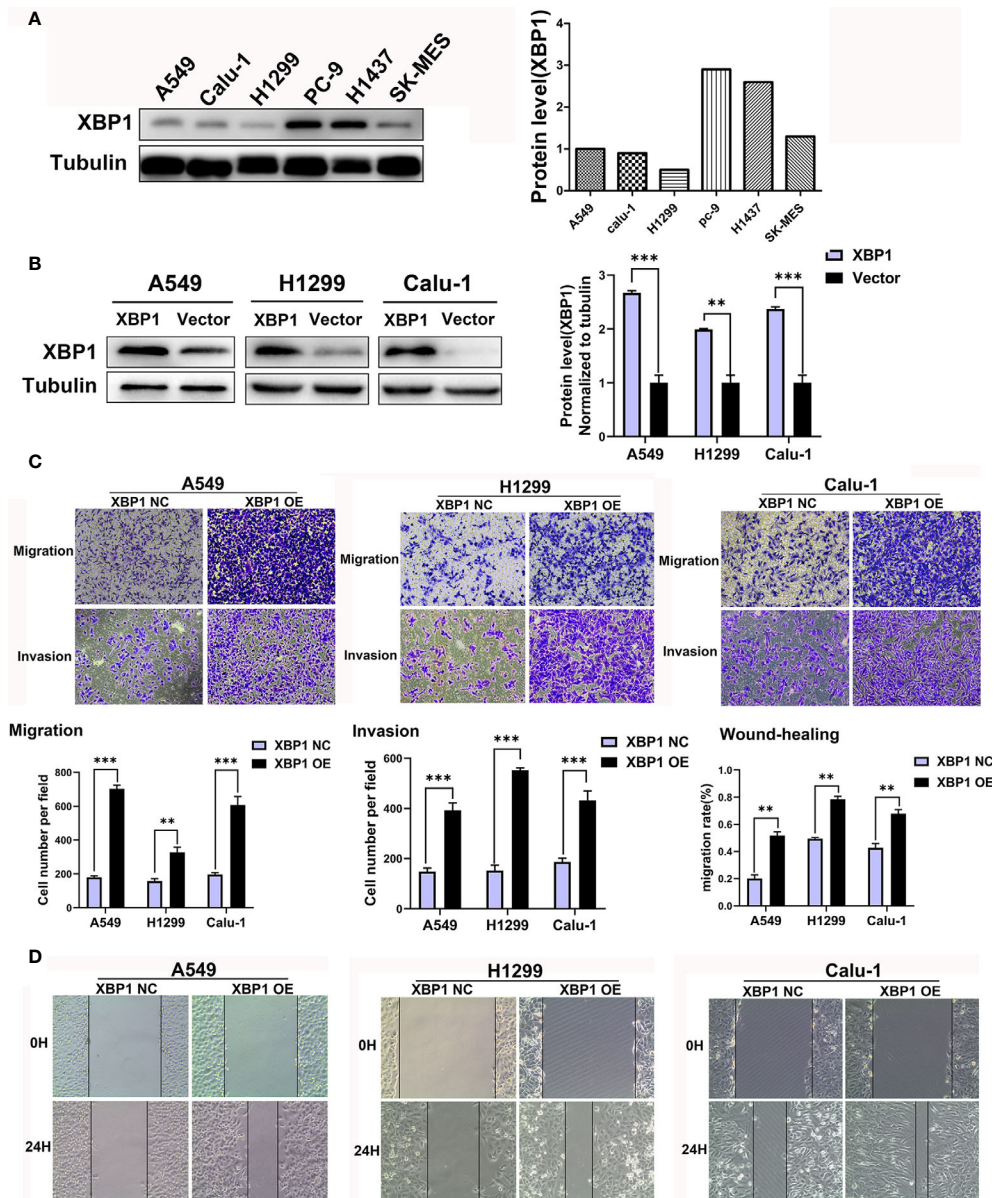 A
A549
Calu-1
H1299
PC-9
H1437
SK-MES
XBP1
Tubulin
Protein level(XBP1)
4
3
2
1
0
A549
calu-1
H1299
pc-9
H1437
SK-MES
B
A549 H1299 Calu-1
XBP1 Vector XBP1 Vector XBP1 Vector
XBP1
Tubulin
XBP1
Vector
Protein level(XBP1)
Normalized to tubulin
3
2
1
0
*** ** ***
A549 H1299 Calu-1
C
A549
XBP1 NC XBP1 OE
Migration
Invasion
H1299
XBP1 NC XBP1 OE
Migration
Invasion
Calu-1
XBP1 NC XBP1 OE
Migration
Invasion
Migration
XBP1 NC
XBP1 OE
Cell number per field
800
600
400
200
0
*** ** ***
A549 H1299 Calu-1
Invasion
XBP1 NC
XBP1 OE
Cell number per field
600
400
200
0
*** *** ***
A549 H1299 Calu-1
Wound-healing
XBP1 NC
XBP1 OE
migration rate(%)
1.0
0.8
0.6
0.4
0.2
0.0
** ** **
A549 H1299 Calu-1
D
A549
XBP1 NC XBP1 OE
0H
24H
H1299
XBP1 NC XBP1 OE
0H
24H
Calu-1
XBP1 NC XBP1 OE
0H
24H